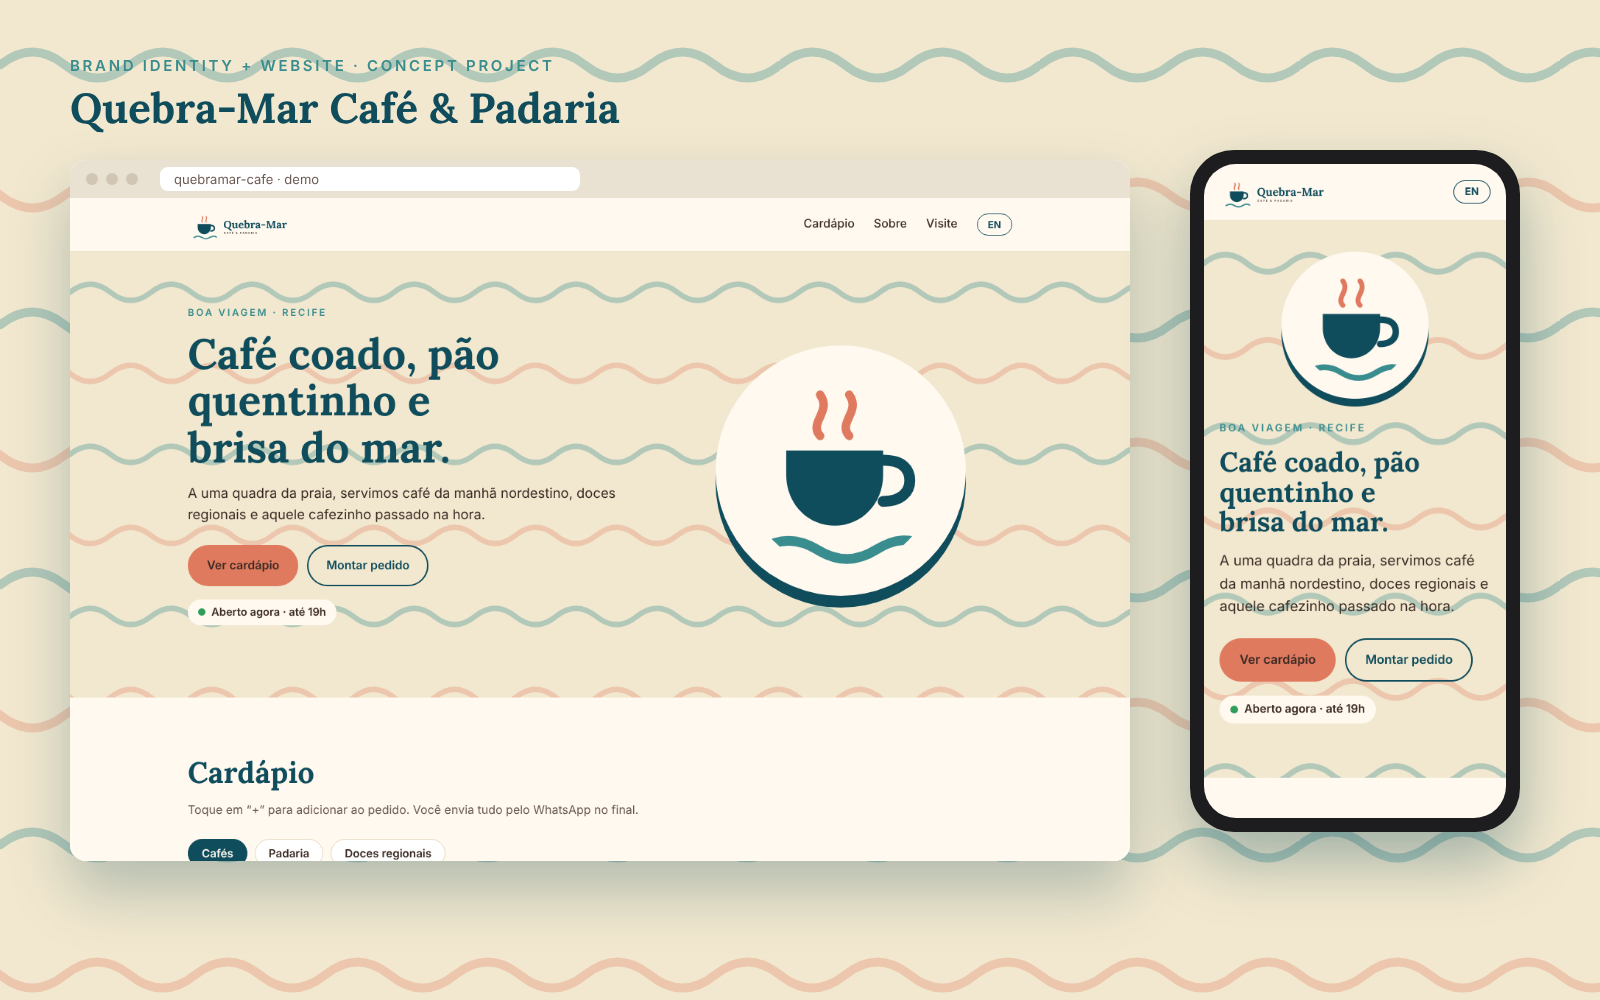 BRAND IDENTITY + WEBSITE · CONCEPT PROJECT
Quebra-Mar Café & Padaria
quebramar-cafe · demo
Quebra-Mar
CAFÉ & PADARIA
Cardápio Sobre Visite EN
BOA VIAGEM · RECIFE
Café coado, pão
quentinho e
brisa do mar.
A uma quadra da praia, servimos café da manhã nordestino, doces
regionais e aquele cafezinho passado na hora.
Ver cardápio Montar pedido
Aberto agora · até 19h
Cardápio
Toque em “+” para adicionar ao pedido. Você envia tudo pelo WhatsApp no final.
Cafés Padaria Doces regionais
Quebra-Mar EN
CAFÉ & PADARIA
BOA VIAGEM · RECIFE
Café coado, pão
quentinho e
brisa do mar.
A uma quadra da praia, servimos café
da manhã nordestino, doces regionais e
aquele cafezinho passado na hora.
Ver cardápio Montar pedido
Aberto agora · até 19h